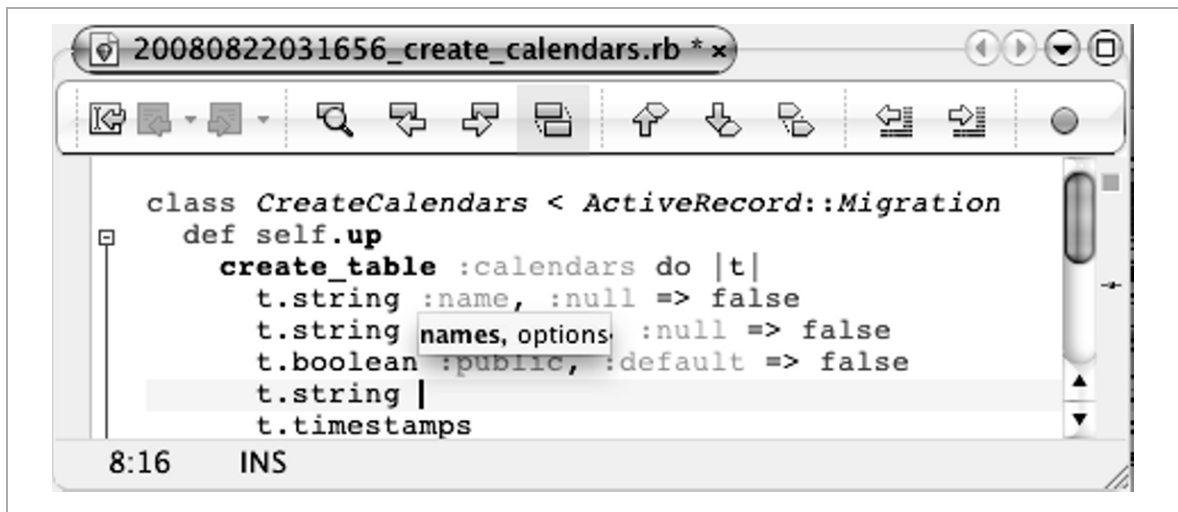 20080822031656_create_calendars.rb * x
class CreateCalendars < ActiveRecord::Migration
def self.up
create_table :calendars do |t|
t.string :name, :null => false
t.string :null => false
names, options
t.boolean :public, :default => false
t.string
t.timestamps
8:16 INS